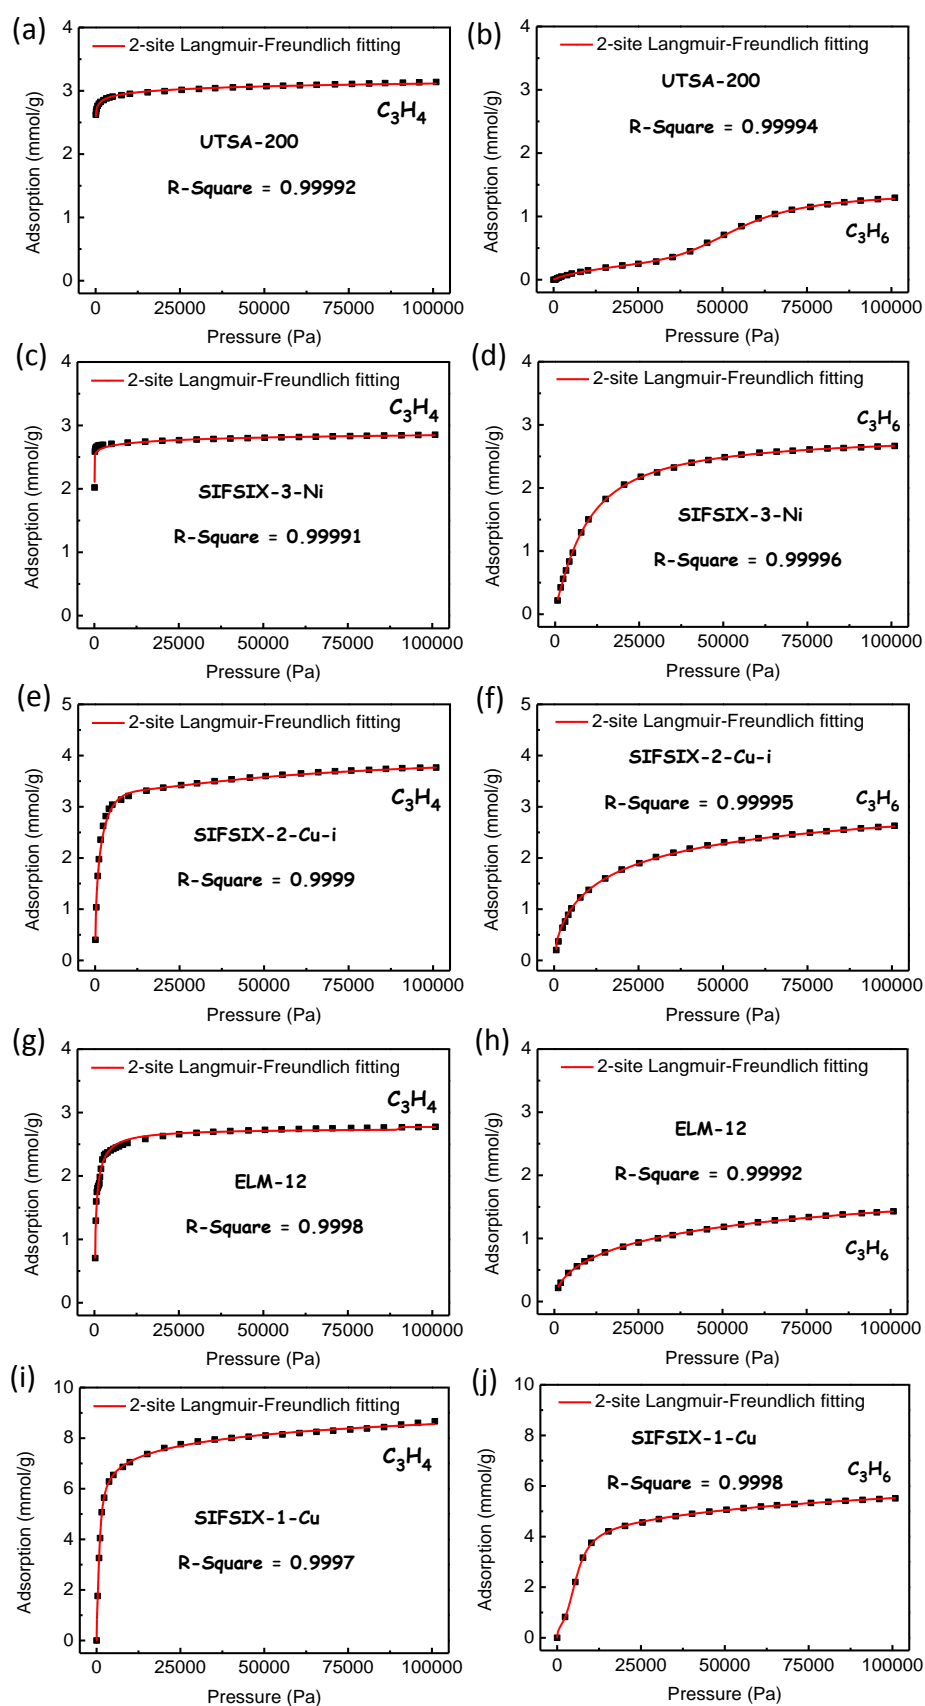 (a)
2-site Langmuir-Freundlich fitting
4
3
2
1
0
Adsorption (mmol/g)
C₃H₄
UTSA-200
R-Square = 0.99992
0 25000 50000 75000 100000
Pressure (Pa)
(b)
2-site Langmuir-Freundlich fitting
4
3
2
1
0
Adsorption (mmol/g)
UTSA-200
R-Square = 0.99994
C₃H₆
0 25000 50000 75000 100000
Pressure (Pa)
(c)
2-site Langmuir-Freundlich fitting
4
3
2
1
0
Adsorption (mmol/g)
C₃H₄
SIFSIX-3-Ni
R-Square = 0.99991
0 25000 50000 75000 100000
Pressure (Pa)
(d)
2-site Langmuir-Freundlich fitting
4
3
2
1
0
Adsorption (mmol/g)
C₃H₆
SIFSIX-3-Ni
R-Square = 0.99996
0 25000 50000 75000 100000
Pressure (Pa)
(e)
2-site Langmuir-Freundlich fitting
5
4
3
2
1
0
Adsorption (mmol/g)
C₃H₄
SIFSIX-2-Cu-i
R-Square = 0.9999
0 25000 50000 75000 100000
Pressure (Pa)
(f)
2-site Langmuir-Freundlich fitting
5
4
3
2
1
0
Adsorption (mmol/g)
SIFSIX-2-Cu-i
R-Square = 0.99995
C₃H₆
0 25000 50000 75000 100000
Pressure (Pa)
(g)
2-site Langmuir-Freundlich fitting
4
3
2
1
0
Adsorption (mmol/g)
C₃H₄
ELM-12
R-Square = 0.9998
0 25000 50000 75000 100000
Pressure (Pa)
(h)
2-site Langmuir-Freundlich fitting
4
3
2
1
0
Adsorption (mmol/g)
ELM-12
R-Square = 0.99992
C₃H₆
0 25000 50000 75000 100000
Pressure (Pa)
(i)
2-site Langmuir-Freundlich fitting
10
8
6
4
2
0
Adsorption (mmol/g)
C₃H₄
SIFSIX-1-Cu
R-Square = 0.9997
0 25000 50000 75000 100000
Pressure (Pa)
(j)
2-site Langmuir-Freundlich fitting
10
8
6
4
2
0
Adsorption (mmol/g)
SIFSIX-1-Cu
C₃H₆
R-Square = 0.9998
0 25000 50000 75000 100000
Pressure (Pa)